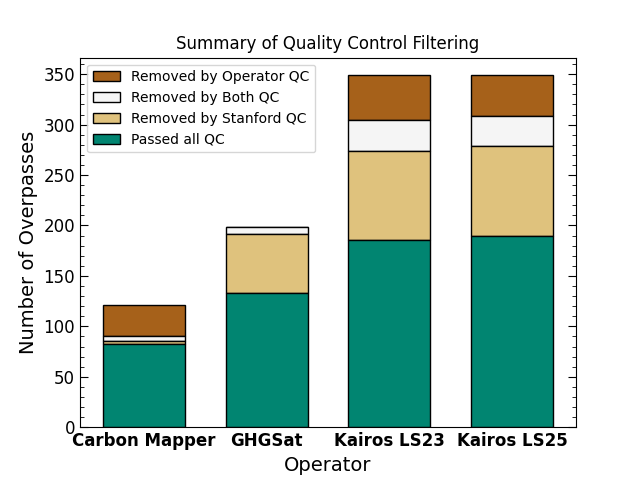 Summary of Quality Control Filtering
Removed by Operator QC
Removed by Both QC
Removed by Stanford QC
Passed all QC
Number of Overpasses
350
300
250
200
150
100
50
0
Carbon Mapper GHGSat Kairos LS23 Kairos LS25
Operator